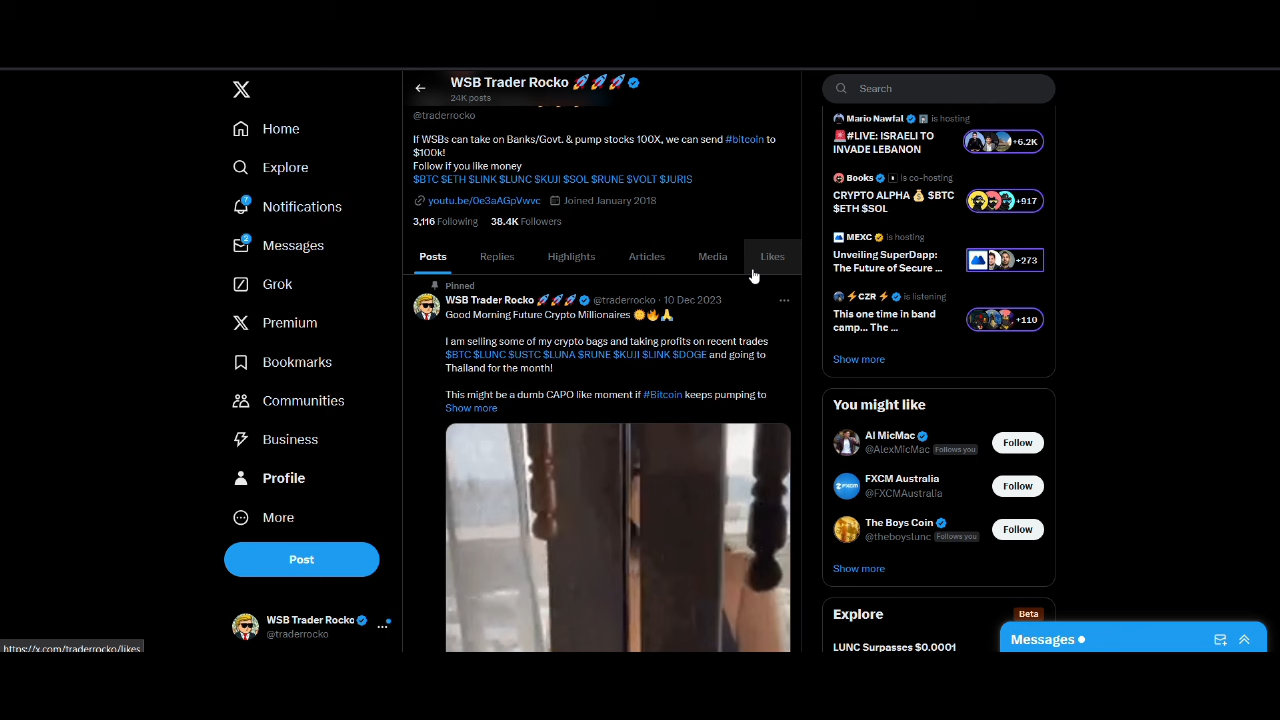 Home
Explore
7
Notifications
2
Messages
Grok
Premium
Bookmarks
Communities
Business
Profile
More
Post
WSB Trader Rocko
@traderrocko
https://x.com/traderrocko/likes
WSB Trader Rocko 🚀🚀🚀
24K posts
@traderrocko
If WSBs can take on Banks/Govt. & pump stocks 100X, we can send #bitcoin to
$100k!
Follow if you like money
$BTC $ETH $LINK $LUNC $KUJI $SOL $RUNE $VOLT $JURIS
youtu.be/0e3aAGpVwvc Joined January 2018
3,116 Following 38.4K Followers
Posts Replies Highlights Articles Media Likes
Pinned
WSB Trader Rocko 🚀🚀🚀 @traderrocko · 10 Dec 2023
Good Morning Future Crypto Millionaires 🌞🔥🙏
I am selling some of my crypto bags and taking profits on recent trades
$BTC $LUNC $USTC $LUNA $RUNE $KUJI $LINK $DOGE and going to
Thailand for the month!
This might be a dumb CAPO like moment if #Bitcoin keeps pumping to
Show more
Search
Mario Nawfal is hosting
🚨#LIVE: ISRAELI TO
INVADE LEBANON
+6.2K
Books is co-hosting
CRYPTO ALPHA 💰 $BTC
$ETH $SOL
+917
MEXC is hosting
Unveiling SuperDapp:
The Future of Secure ...
+273
⚡CZR⚡ is listening
This one time in band
camp... The ...
+110
Show more
You might like
Al MicMac
@AlexMicMac Follows you
Follow
FXCM Australia
@FXCMAustralia
Follow
The Boys Coin
@theboyslunc Follows you
Follow
Show more
Explore Beta
LUNC Surpasses $0.0001
Messages